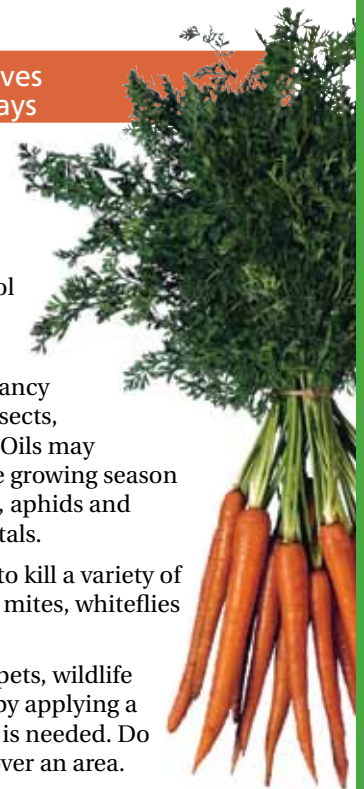 ves
ays
ol
ancy
sects,
Oils may
e growing season
, aphids and
tals.
to kill a variety of
mites, whiteflies
pets, wildlife
by applying a
is needed. Do
over an area.